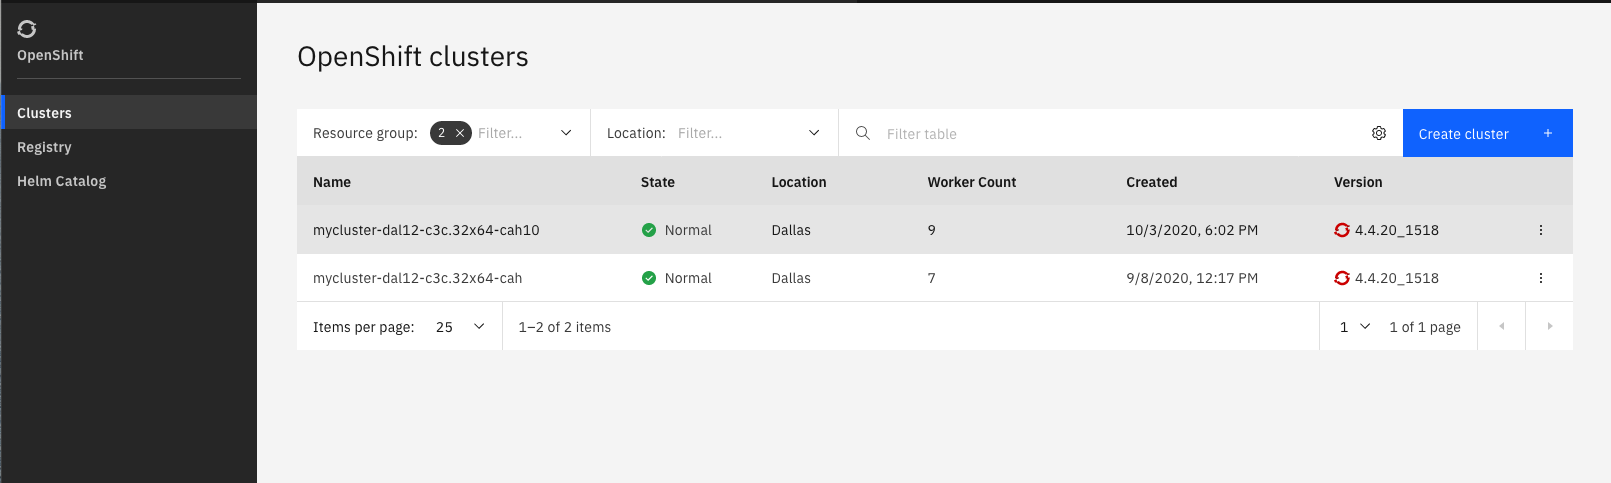 OpenShift
Clusters
Registry
Helm Catalog
OpenShift clusters
Resource group: 2 Filter... Location: Filter... Filter table Create cluster +
Name State Location Worker Count Created Version
mycluster-dal12-c3c.32x64-cah10 Normal Dallas 9 10/3/2020, 6:02 PM 4.4.20_1518
mycluster-dal12-c3c.32x64-cah Normal Dallas 7 9/8/2020, 12:17 PM 4.4.20_1518
Items per page: 25 1–2 of 2 items 1 1 of 1 page